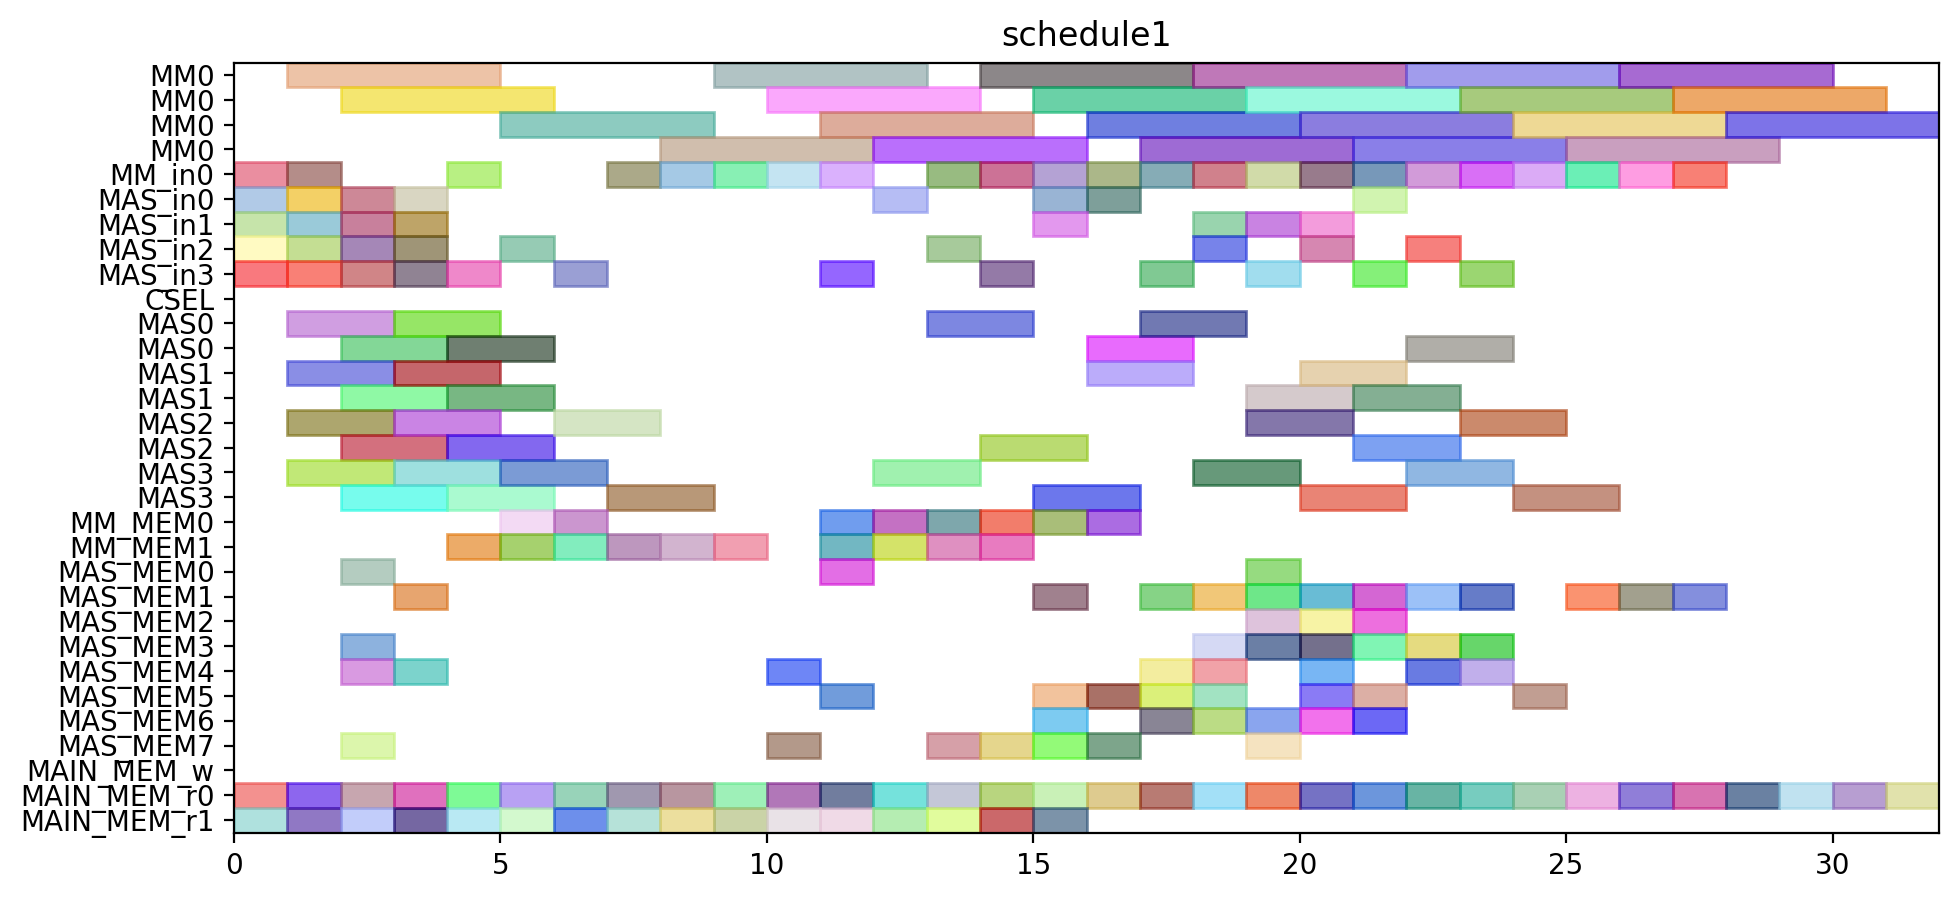 schedule1
MM0
MM0
MM0
MM0
MM_in0
MAS_in0
MAS_in1
MAS_in2
MAS_in3
CSEL
MAS0
MAS0
MAS1
MAS1
MAS2
MAS2
MAS3
MAS3
MM_MEM0
MM_MEM1
MAS_MEM0
MAS_MEM1
MAS_MEM2
MAS_MEM3
MAS_MEM4
MAS_MEM5
MAS_MEM6
MAS_MEM7
MAIN_MEM_w
MAIN_MEM_r0
MAIN_MEM_r1
0 5 10 15 20 25 30